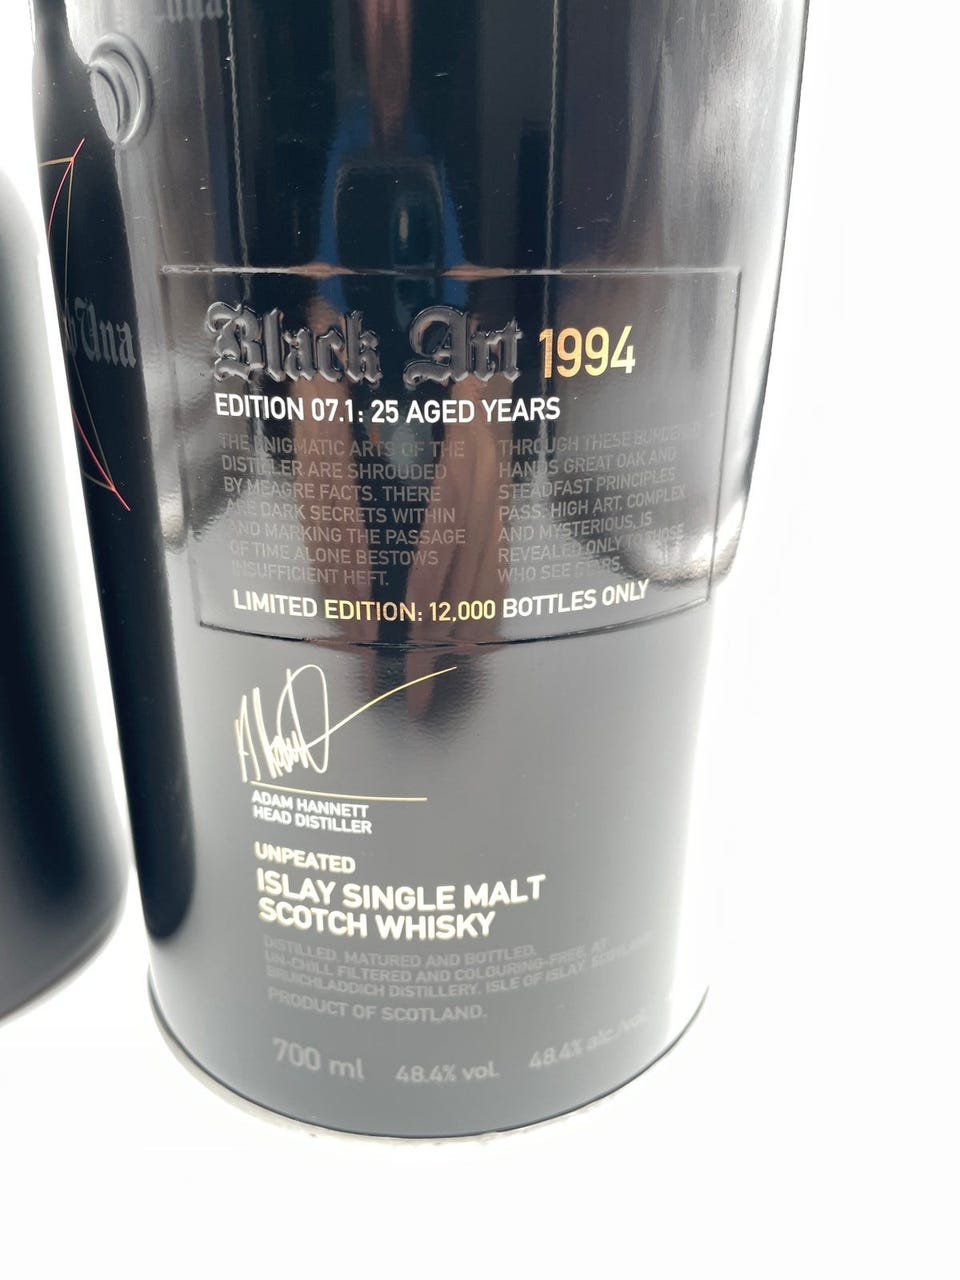 Una
Black Art 1994
EDITION 07.1: 25 AGED YEARS
THE ENIGMATIC ARTS OF THE
DISTILLER ARE SHROUDED
BY MEAGRE FACTS. THERE
ARE DARK SECRETS WITHIN
AND MARKING THE PASSAGE
OF TIME ALONE BESTOWS
INSUFFICIENT HEFT.
THROUGH THESE BURDENED
HANDS GREAT OAK AND
STEADFAST PRINCIPLES
PASS. HIGH ART, COMPLEX
AND MYSTERIOUS, IS
REVEALED ONLY TO THOSE
WHO SEE STARS.
LIMITED EDITION: 12,000 BOTTLES ONLY
ADAM HANNETT
HEAD DISTILLER
UNPEATED
ISLAY SINGLE MALT
SCOTCH WHISKY
DISTILLED, MATURED AND BOTTLED,
UN-CHILL FILTERED AND COLOURING-FREE, AT
BRUICHLADDICH DISTILLERY, ISLE OF ISLAY, SCOTLAND
PRODUCT OF SCOTLAND.
700 ml 48.4% vol. 48.4% alc./vol.